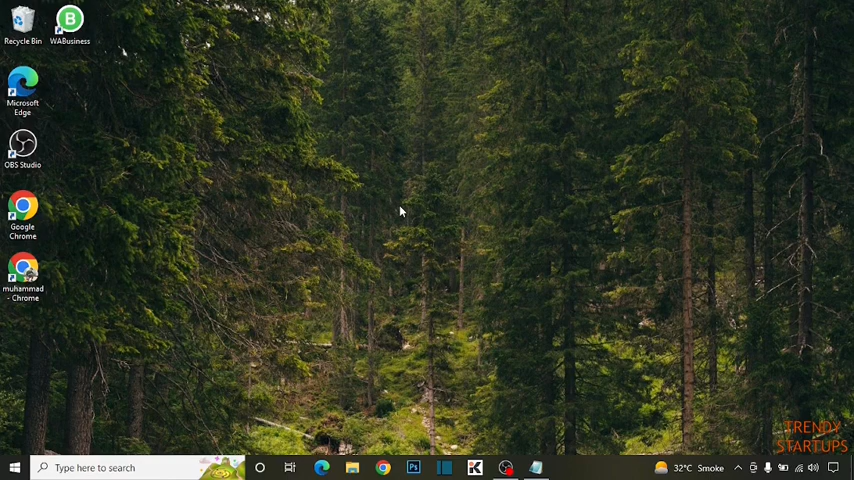 Recycle Bin
WABusiness
Microsoft
Edge
OBS Studio
Google
Chrome
muhammad
- Chrome
TRENDY
STARTUPS
Type here to search
Ps
K
32°C Smoke